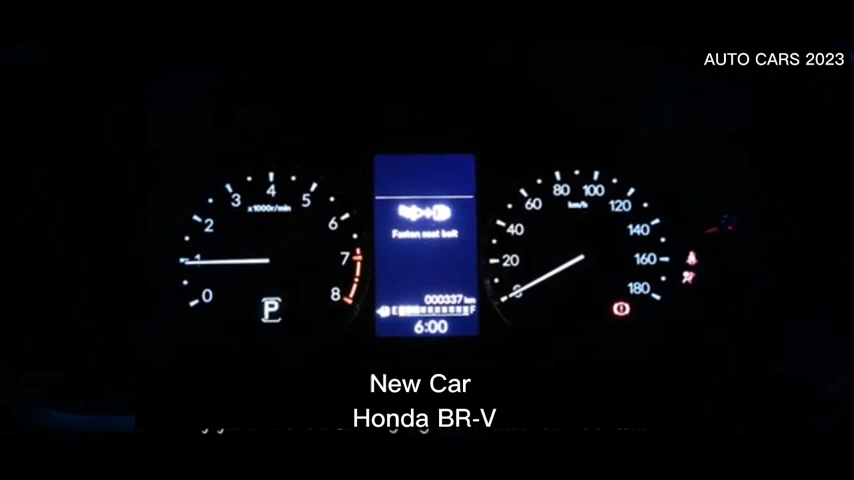 AUTO CARS 2023
0
1
2
3
4
5
6
7
8
x1000r/min
P
Fasten seat belt
000337 km
E F
6:00
0
20
40
60
80
100
120
140
160
180
km/h
New Car
Honda BR-V